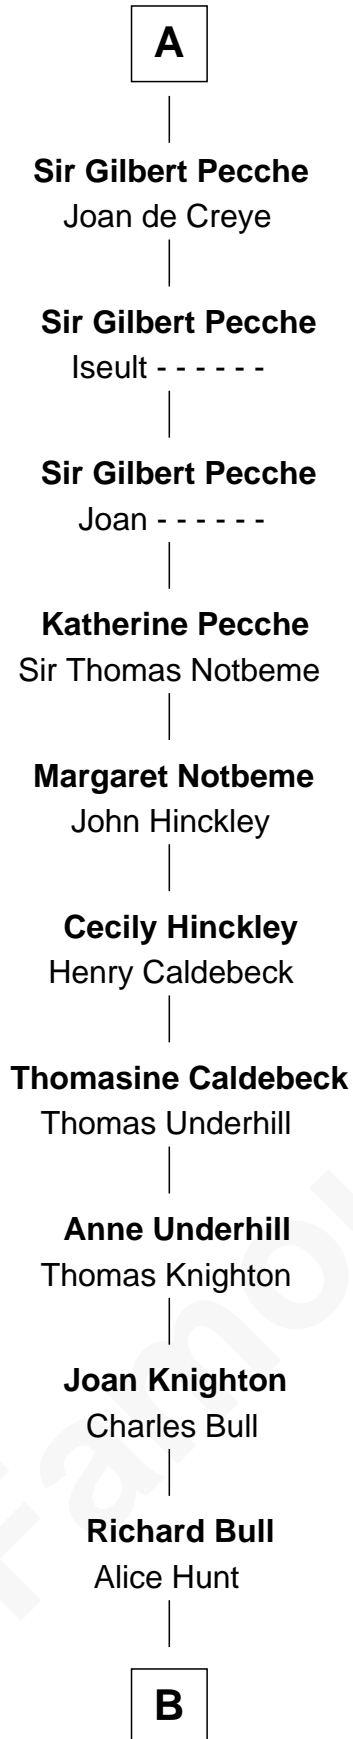 A
Sir Gilbert Pecche
Joan de Creye
Sir Gilbert Pecche
Iseult - - - - - -
Sir Gilbert Pecche
Joan - - - - - -
Katherine Pecche
Sir Thomas Notbeme
Margaret Notbeme
John Hinckley
Cecily Hinckley
Henry Caldebeck
Thomasine Caldebeck
Thomas Underhill
Anne Underhill
Thomas Knighton
Joan Knighton
Charles Bull
Richard Bull
Alice Hunt
B